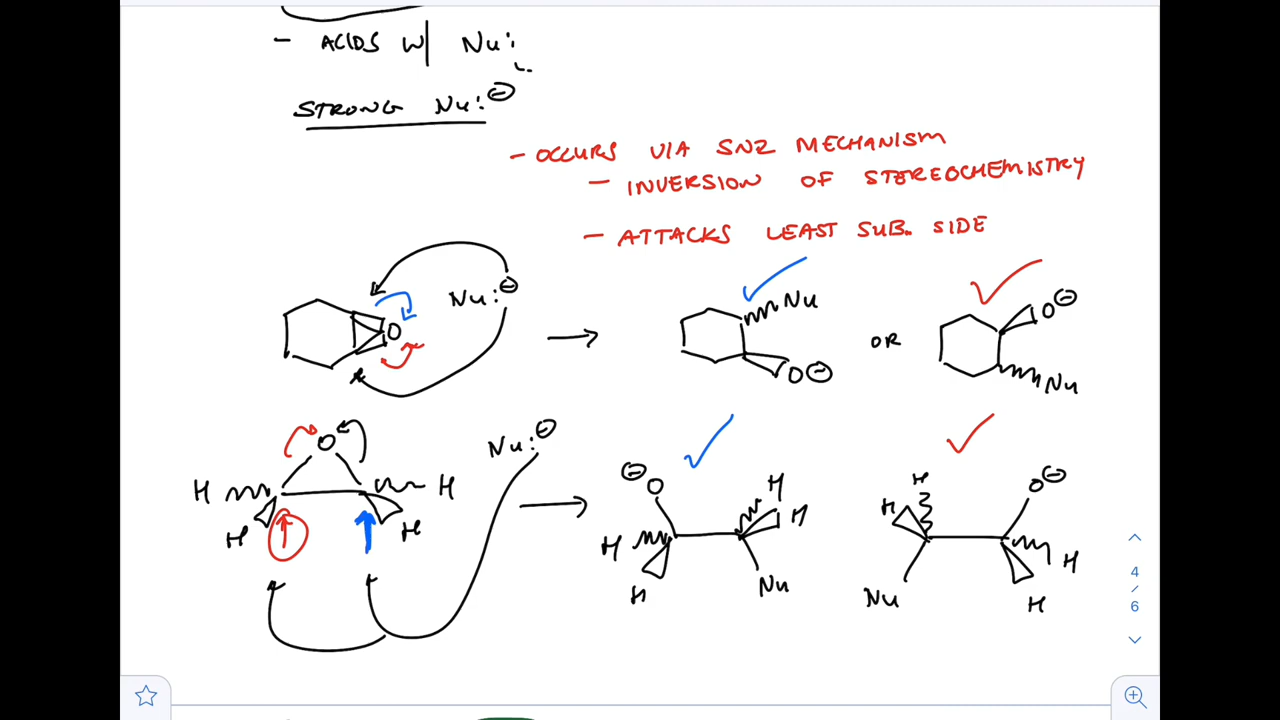 - ACIDS W/ Nu:
STRONG Nu:⊖
- OCCURS VIA SN2 MECHANISM
- INVERSION OF STEREOCHEMISTRY
- ATTACKS LEAST SUB. SIDE
Nu:⊖
O
Nu
O⊖
OR
O⊖
Nu
O
H H
H H
Nu:⊖
⊖
O
H
H
H
H
Nu
H
H
O⊖
H
H
Nu
4
/
6